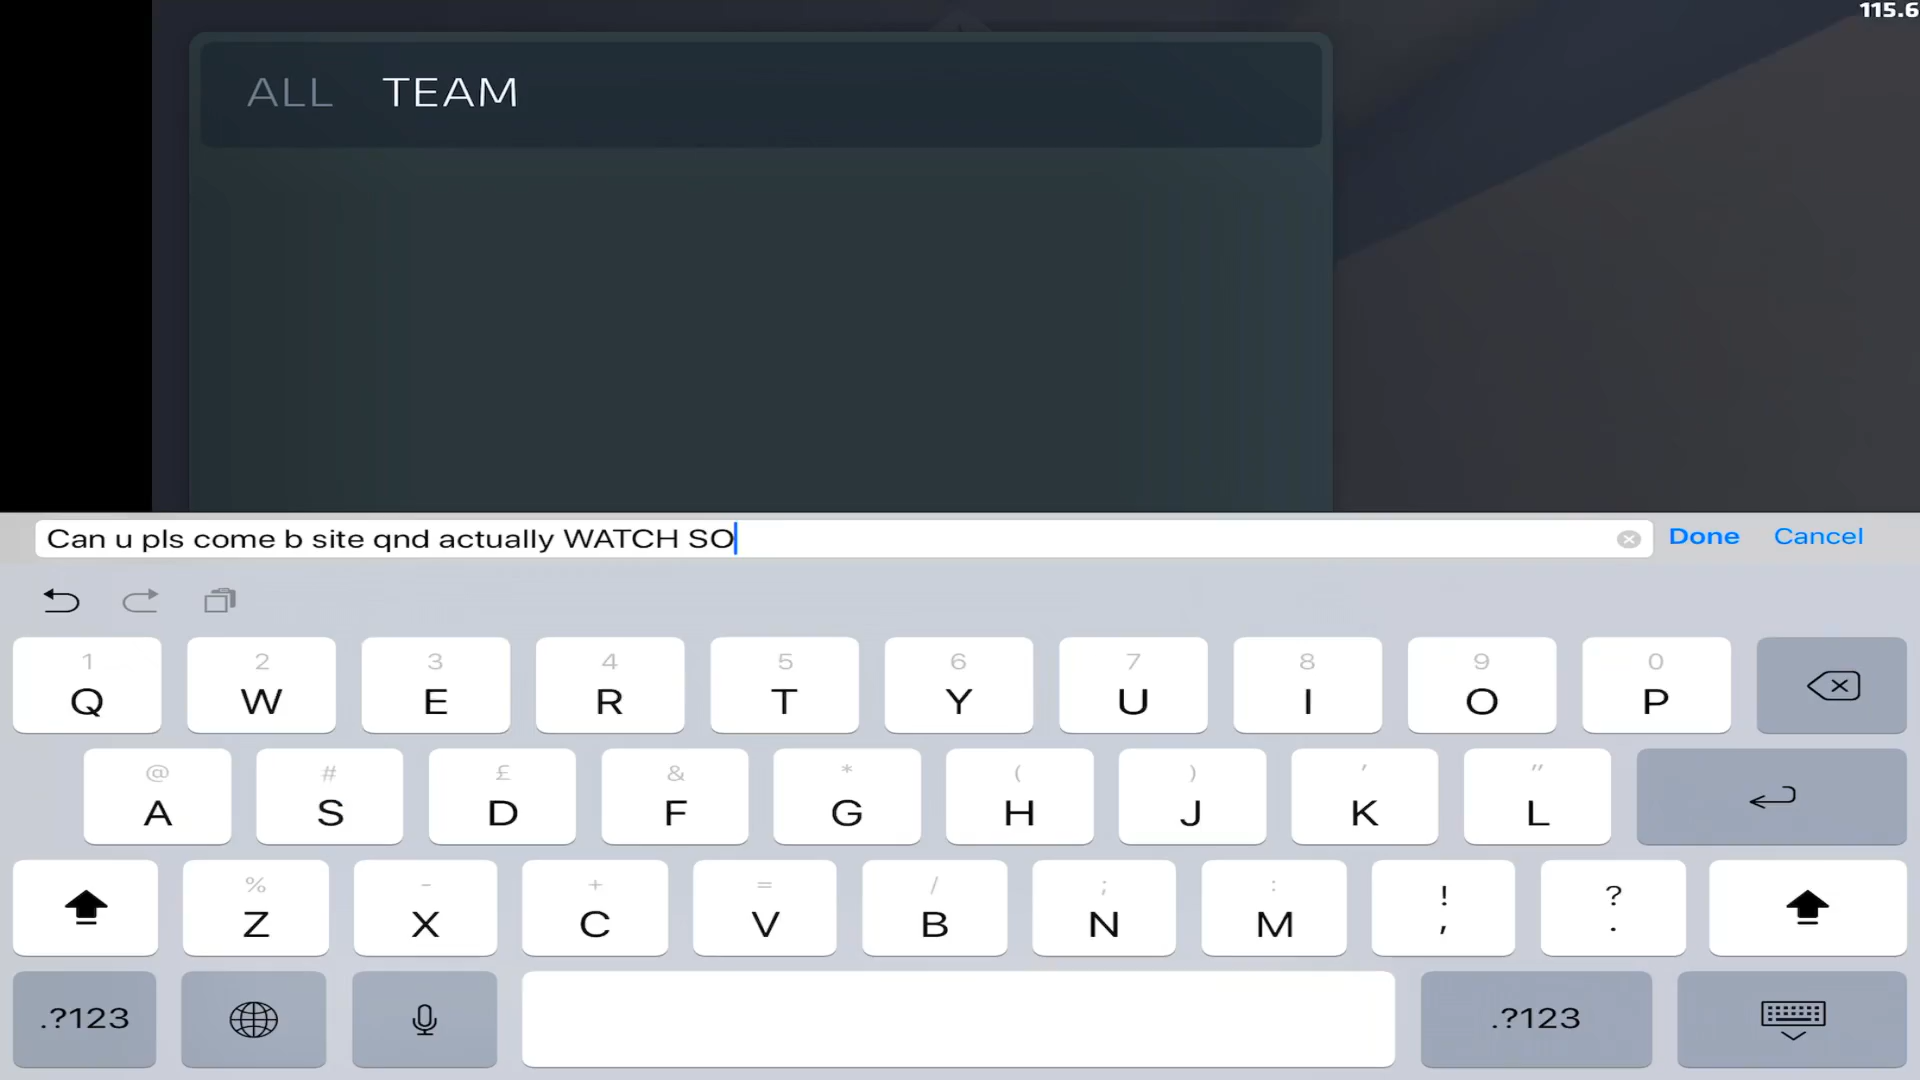 115.6
ALL TEAM
Can u pls come b site qnd actually WATCH SO
Done Cancel
1 2 3 4 5 6 7 8 9 0
Q W E R T Y U I O P
@ # £ & * ( ) ' "
A S D F G H J K L
% - + = / ; : ! ?
Z X C V B N M , .
.?123 .?123